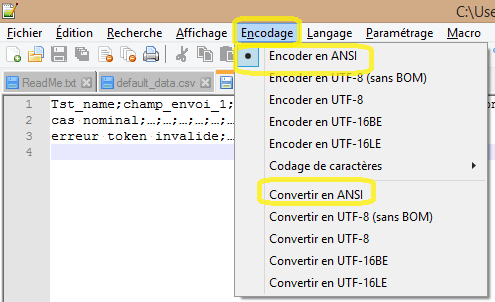 C:\Use
Fichier Édition Recherche Affichage Encodage Langage Paramétrage Macro
ReadMe.txt default_data.csv
1 Tst_name;champ_envoi_1;
2 cas nominal;…;…;…;…;…
3 erreur token invalide;…
4
Encoder en ANSI
Encoder en UTF-8 (sans BOM)
Encoder en UTF-8
Encoder en UTF-16BE
Encoder en UTF-16LE
Codage de caractères
Convertir en ANSI
Convertir en UTF-8 (sans BOM)
Convertir en UTF-8
Convertir en UTF-16BE
Convertir en UTF-16LE